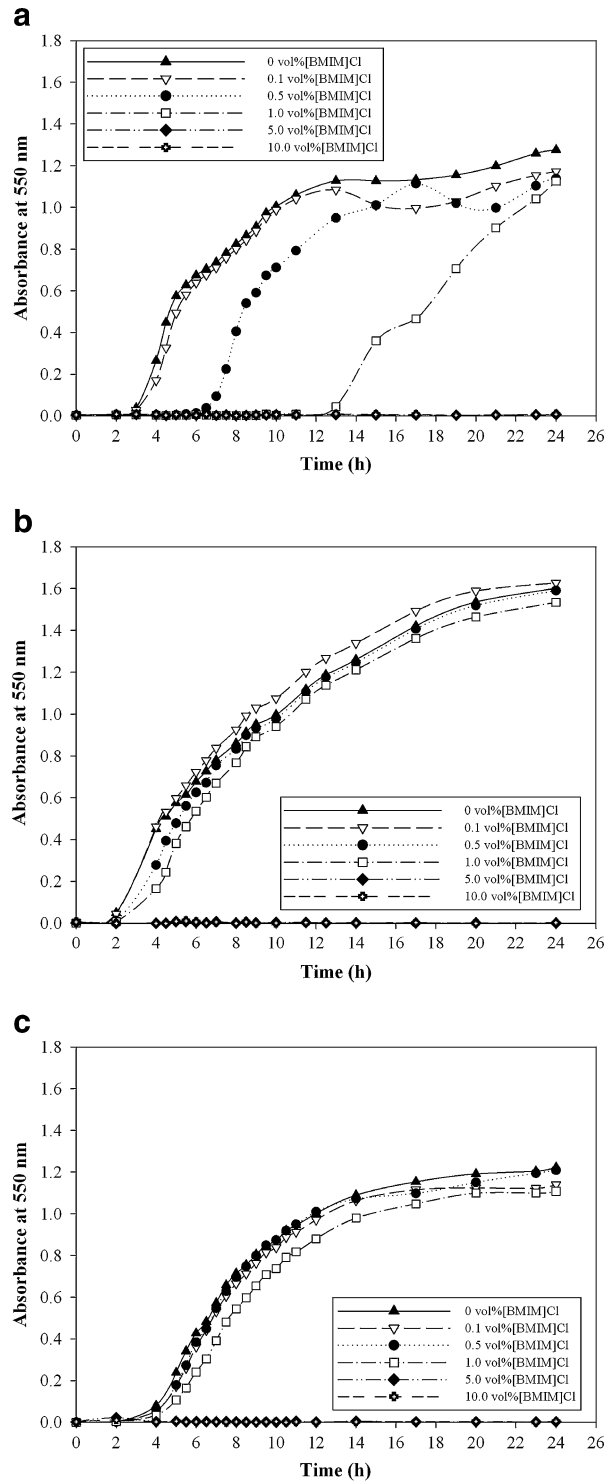 a
1.8
1.6
1.4
1.2
1.0
0.8
0.6
0.4
0.2
0.0
Absorbance at 550 nm
0 vol%[BMIM]Cl
0.1 vol%[BMIM]Cl
0.5 vol%[BMIM]Cl
1.0 vol%[BMIM]Cl
5.0 vol%[BMIM]Cl
10.0 vol%[BMIM]Cl
0 2 4 6 8 10 12 14 16 18 20 22 24 26
Time (h)
b
1.8
1.6
1.4
1.2
1.0
0.8
0.6
0.4
0.2
0.0
Absorbance at 550 nm
0 vol%[BMIM]Cl
0.1 vol%[BMIM]Cl
0.5 vol%[BMIM]Cl
1.0 vol%[BMIM]Cl
5.0 vol%[BMIM]Cl
10.0 vol%[BMIM]Cl
0 2 4 6 8 10 12 14 16 18 20 22 24 26
Time (h)
c
1.8
1.6
1.4
1.2
1.0
0.8
0.6
0.4
0.2
0.0
Absorbance at 550 nm
0 vol%[BMIM]Cl
0.1 vol%[BMIM]Cl
0.5 vol%[BMIM]Cl
1.0 vol%[BMIM]Cl
5.0 vol%[BMIM]Cl
10.0 vol%[BMIM]Cl
0 2 4 6 8 10 12 14 16 18 20 22 24 26
Time (h)